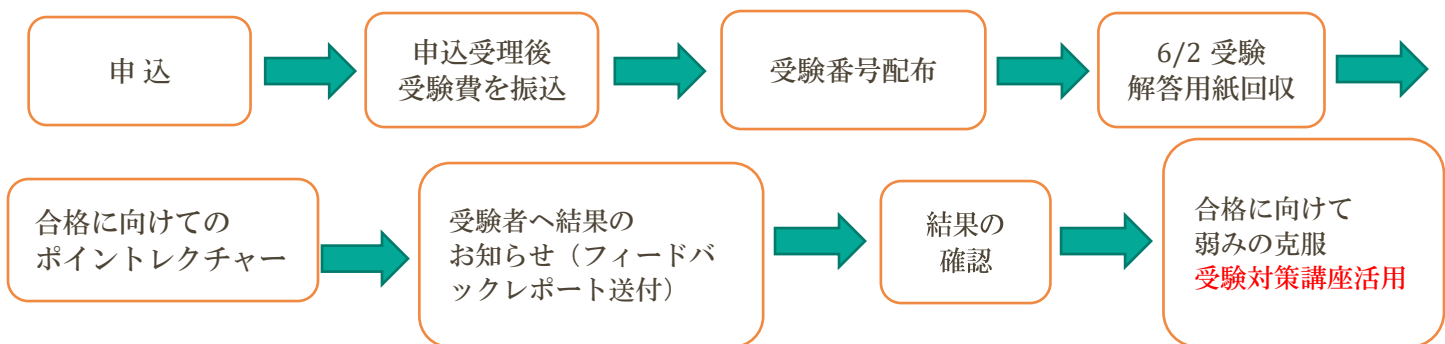 申 込
申込受理後
受験費を振込
受験番号配布
6/2 受験
解答用紙回収
合格に向けての
ポイントレクチャー
受験者へ結果の
お知らせ（フィードバ
ックレポート送付）
結果の
確認
合格に向けて
弱みの克服
受験対策講座活用